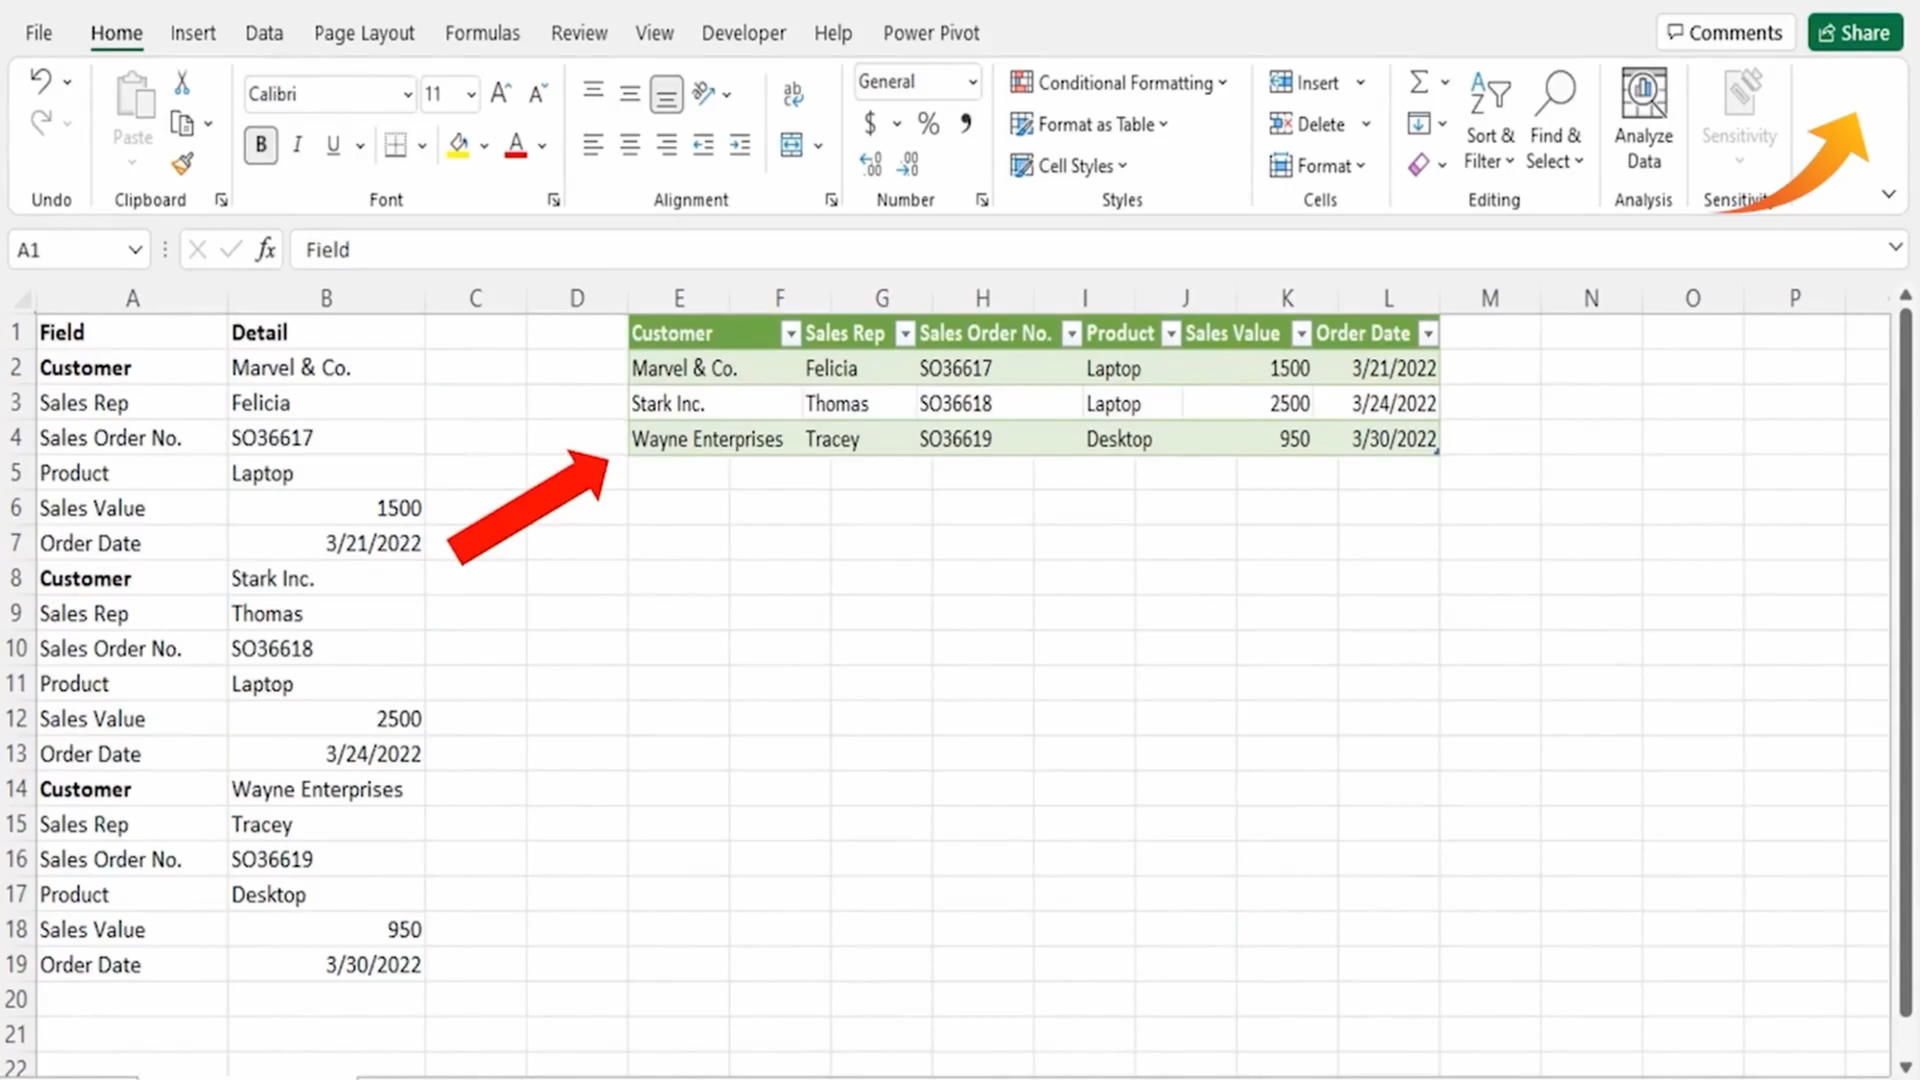 File Home Insert Data Page Layout Formulas Review View Developer Help Power Pivot Comments Share
Calibri 11 General Conditional Formatting Insert
Paste $ % Format as Table Delete Sort & Find & Analyze Sensitivity
B I U A Cell Styles Format Filter Select Data
Undo Clipboard Font Alignment Number Styles Cells Editing Analysis Sensitivity
A1 fx Field
A B C D E F G H I J K L M N O P
1 Field Detail Customer Sales Rep Sales Order No. Product Sales Value Order Date
2 Customer Marvel & Co. Marvel & Co. Felicia SO36617 Laptop 1500 3/21/2022
3 Sales Rep Felicia Stark Inc. Thomas SO36618 Laptop 2500 3/24/2022
4 Sales Order No. SO36617 Wayne Enterprises Tracey SO36619 Desktop 950 3/30/2022
5 Product Laptop
6 Sales Value 1500
7 Order Date 3/21/2022
8 Customer Stark Inc.
9 Sales Rep Thomas
10 Sales Order No. SO36618
11 Product Laptop
12 Sales Value 2500
13 Order Date 3/24/2022
14 Customer Wayne Enterprises
15 Sales Rep Tracey
16 Sales Order No. SO36619
17 Product Desktop
18 Sales Value 950
19 Order Date 3/30/2022
20
21
22